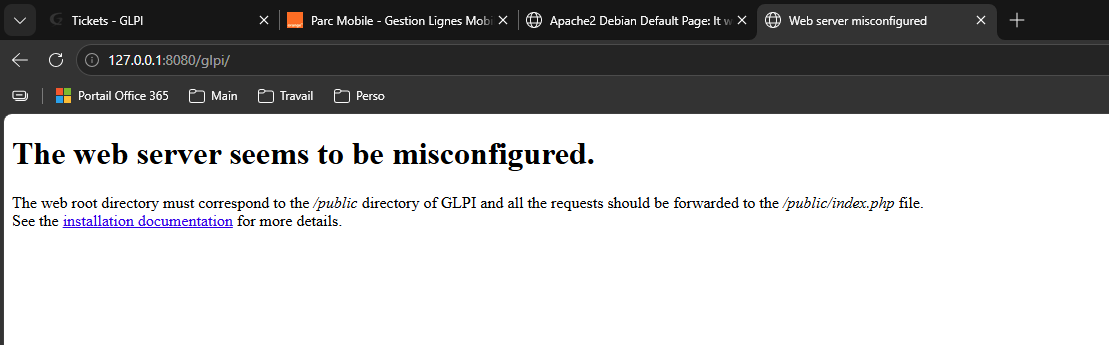 Tickets - GLPI
Parc Mobile - Gestion Lignes Mobi
Apache2 Debian Default Page: It w
Web server misconfigured
127.0.0.1:8080/glpi/
Portail Office 365
Main
Travail
Perso
The web server seems to be misconfigured.
The web root directory must correspond to the /public directory of GLPI and all the requests should be forwarded to the /public/index.php file.
See the installation documentation for more details.